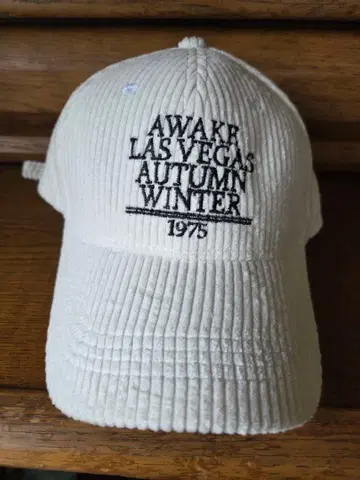 AWAKE
LAS VEGAS
AUTUMN
WINTER
1975